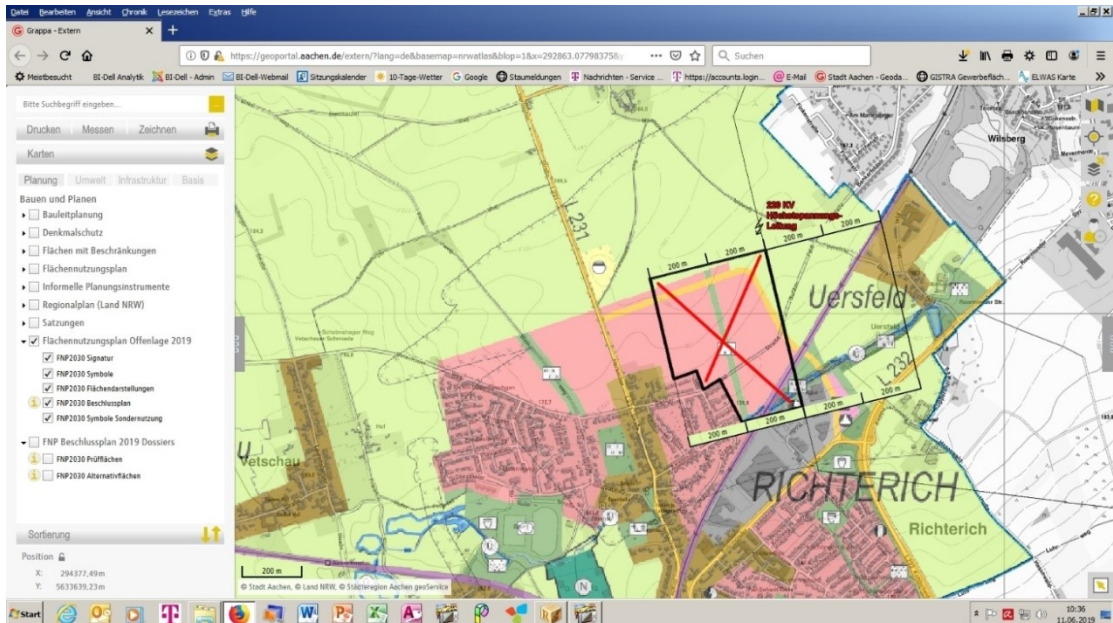 Datei Bearbeiten Ansicht Chronik Lesezeichen Extras Hilfe
Grappa - Extern
https://geoportal.aachen.de/extern/?lang=de&basemap=nrwatlas&blop=1&x=292863.077983758&y
Suchen
Meistbesucht BI-Dell Analytik BI-Dell - Admin BI-Dell-Webmail Sitzungskalender 10-Tage-Wetter Google Staumeldungen Nachrichten - Service ... https://accounts.login... E-Mail Stadt Aachen - Geoda... GISTRA Gewerbefläch... ELWAS Karte
Bitte Suchbegriff eingeben...
Drucken Messen Zeichnen
Karten
Planung Umwelt Infrastruktur Basis
Bauen und Planen
Bauleitplanung
Denkmalschutz
Flächen mit Beschränkungen
Flächennutzungsplan
Informelle Planungsinstrumente
Regionalplan (Land NRW)
Satzungen
Flächennutzungsplan Offenlage 2019
FNP2030 Signatur
FNP2030 Symbole
FNP2030 Flächendarstellungen
FNP2030 Beschlussplan
FNP2030 Symbole Sondernutzung
FNP Beschlussplan 2019 Dossiers
FNP2030 Prüfflächen
FNP2030 Alternativflächen
Sortierung
Position
X: 294377,49m
Y: 5633639,23m
Wilsberg
L 231
220 KV
Höchstspannungs-
Leitung
200 m
200 m
200 m
200 m
Uersfeld
Uersfeld
L 232
200 m
200 m
200 m
200 m
Vetschau
RICHTERICH
Richterich
N
200 m
© Stadt Aachen, © Land NRW, © Städteregion Aachen geoService
Start
10:36
11.06.2019